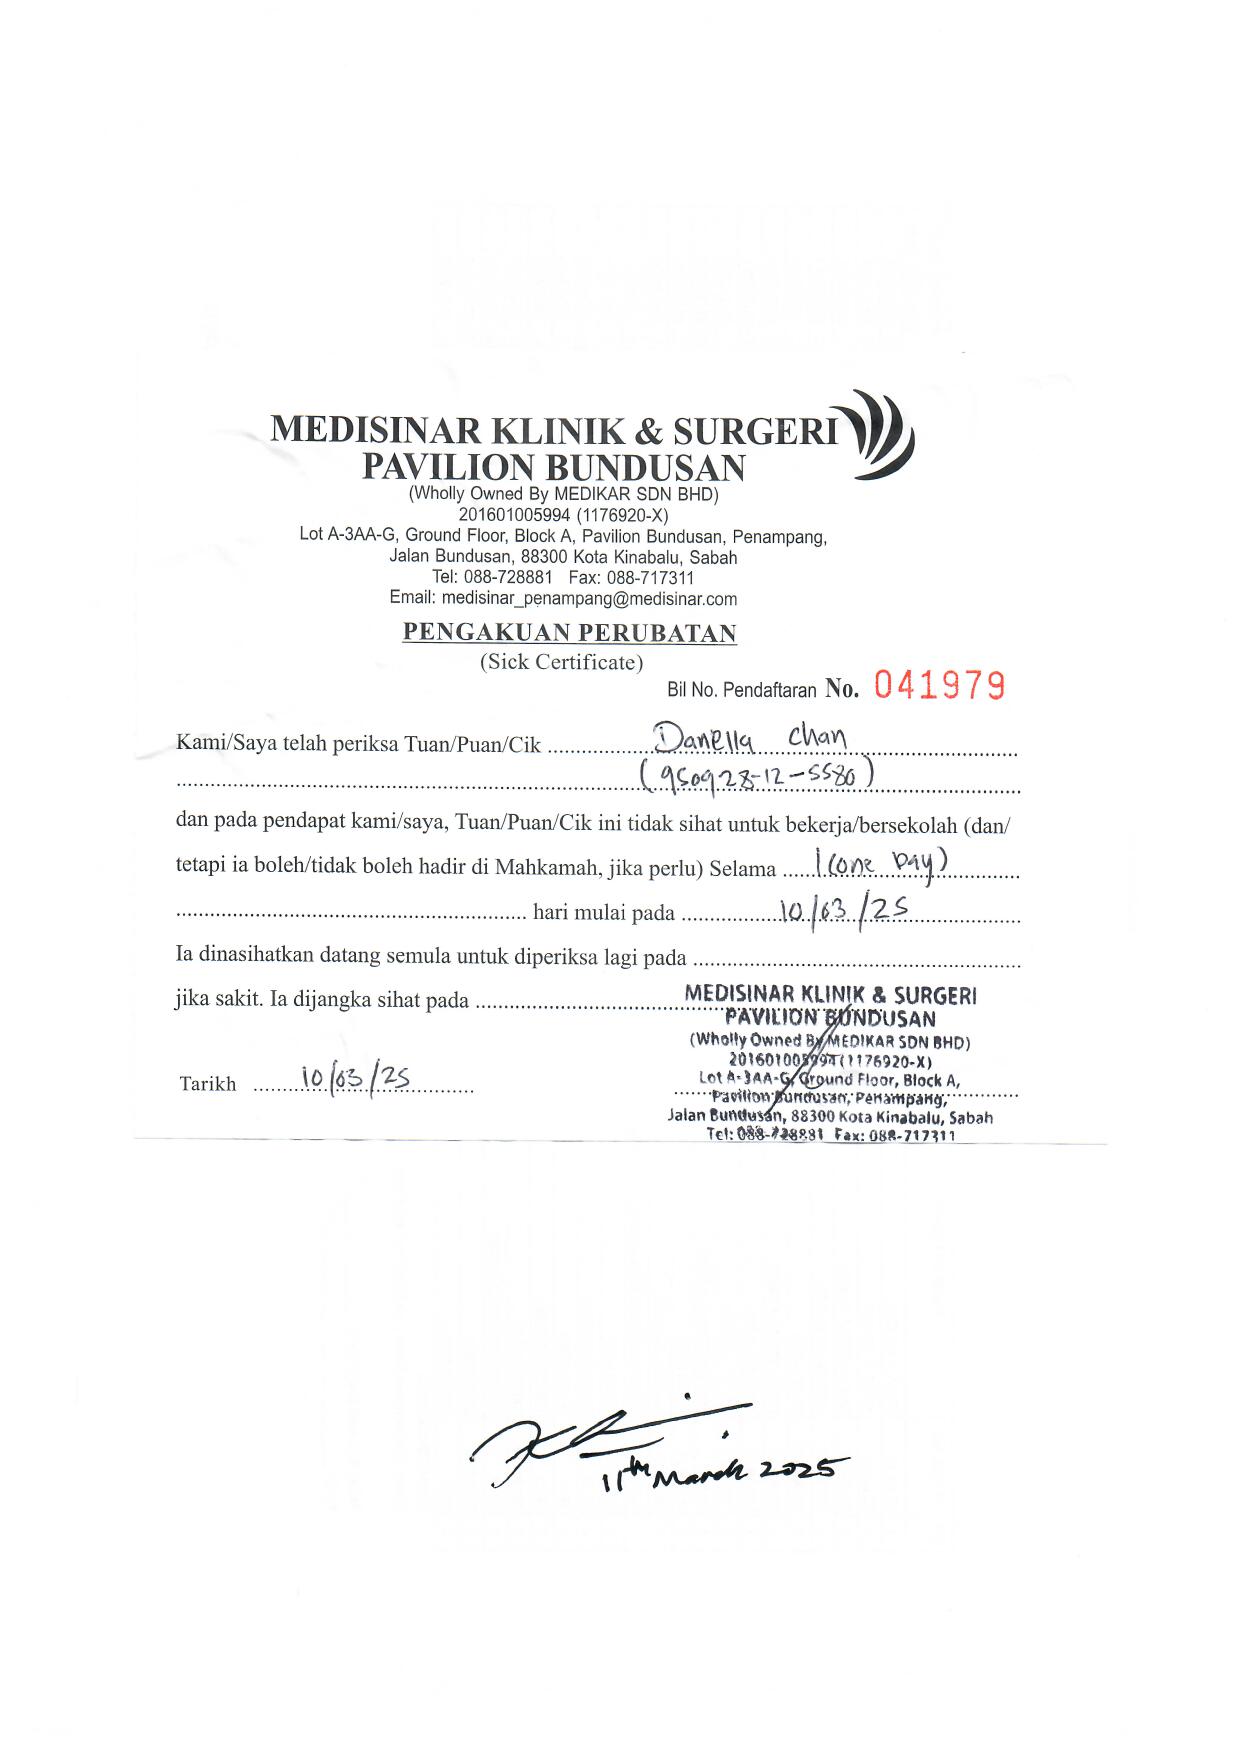 MEDISINAR KLINIK & SURGERI
PAVILION BUNDUSAN
(Wholly Owned By MEDIKAR SDN BHD)
201601005994 (1176920-X)
Lot A-3AA-G, Ground Floor, Block A, Pavilion Bundusan, Penampang,
Jalan Bundusan, 88300 Kota Kinabalu, Sabah
Tel: 088-728881 Fax: 088-717311
Email: medisinar_penampang@medisinar.com
PENGAKUAN PERUBATAN
(Sick Certificate)
Bil No. Pendaftaran No. 041979
Kami/Saya telah periksa Tuan/Puan/Cik Danella Chan
(950928-12-5580)
dan pada pendapat kami/saya, Tuan/Puan/Cik ini tidak sihat untuk bekerja/bersekolah (dan/
tetapi ia boleh/tidak boleh hadir di Mahkamah, jika perlu) Selama 1 (one Day)
hari mulai pada 10/03/25
Ia dinasihatkan datang semula untuk diperiksa lagi pada
jika sakit. Ia dijangka sihat pada
MEDISINAR KLINIK & SURGERI
PAVILION BUNDUSAN
(Wholly Owned By MEDIKAR SDN BHD)
201601005994 (1176920-X)
Lot A-3AA-G, Ground Floor, Block A,
Pavilion Bundusan, Penampang,
Jalan Bundusan, 88300 Kota Kinabalu, Sabah
Tel: 088-728881 Fax: 088-717311
Tarikh 10/03/25
11th March 2025